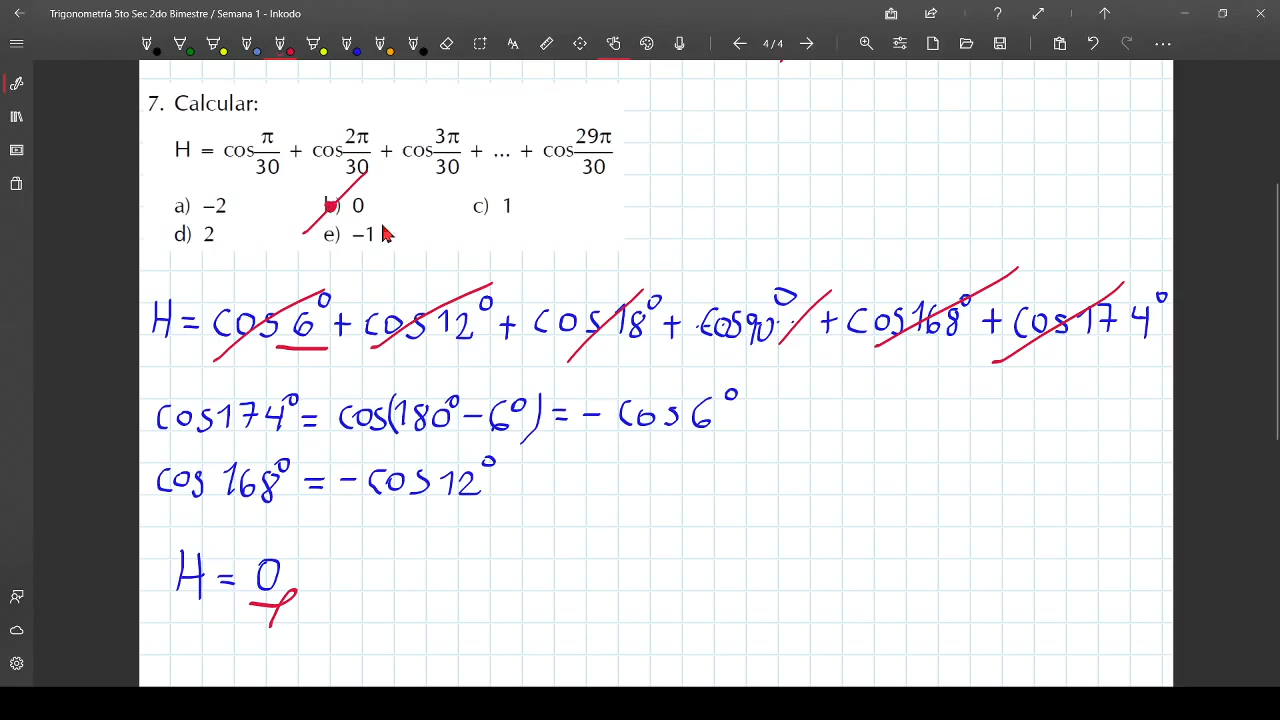 Trigonometría 5to Sec 2do Bimestre / Semana 1 - Inkodo
4/4
7. Calcular:
H = cos π/30 + cos 2π/30 + cos 3π/30 + ... + cos 29π/30
a) –2 b) 0 c) 1
d) 2 e) –1
H = cos 6° + cos 12° + cos 18° + cos 90° + cos 168° + cos 174°
cos 174° = cos(180° – 6°) = – cos 6°
cos 168° = – cos 12°
H = 0